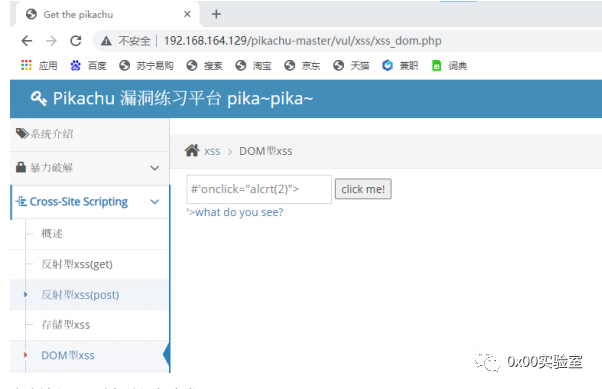 Get the pikachu
不安全 192.168.164.129/pikachu-master/vul/xss/xss_dom.php
应用 百度 苏宁易购 搜索 淘宝 京东 天猫 兼职 词典
Pikachu 漏洞练习平台 pika~pika~
系统介绍
暴力破解
Cross-Site Scripting
概述
反射型xss(get)
反射型xss(post)
存储型xss
DOM型xss
xss > DOM型xss
#'onclick="alcrt(2)"> click me!
'>what do you see?
0x00实验室